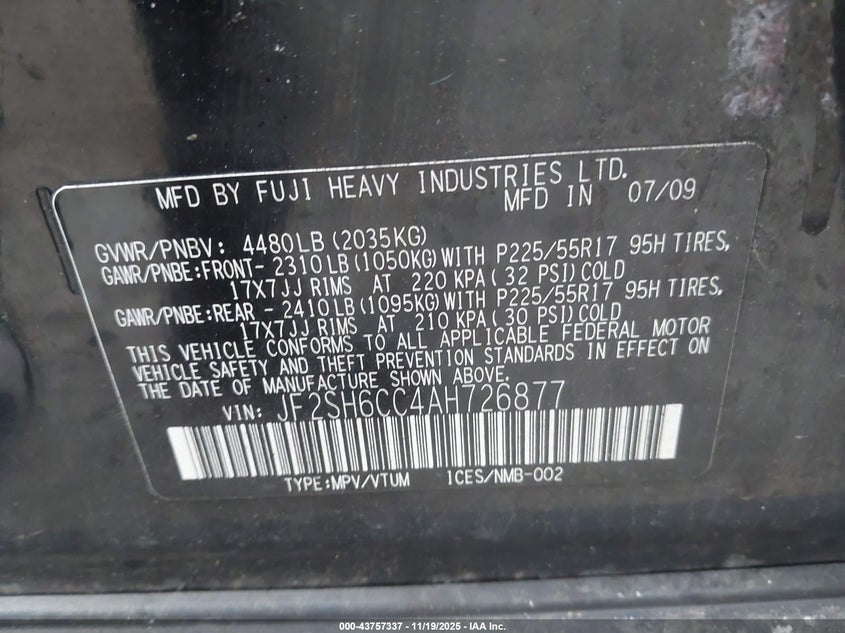 MFD BY FUJI HEAVY INDUSTRIES LTD.
MFD IN 07/09
GVWR/PNBV: 4480LB (2035KG)
GAWR/PNBE:FRONT- 2310LB (1050KG) WITH P225/55R17 95H TIRES,
17X7JJ RIMS AT 220 KPA (32 PSI) COLD
GAWR/PNBE:REAR - 2410LB (1095KG) WITH P225/55R17 95H TIRES,
17X7JJ RIMS AT 210 KPA (30 PSI) COLD
THIS VEHICLE CONFORMS TO ALL APPLICABLE FEDERAL MOTOR
VEHICLE SAFETY AND THEFT PREVENTION STANDARDS IN EFFECT ON
THE DATE OF MANUFACTURE SHOWN ABOVE.
VIN: JF2SH6CC4AH726877
TYPE:MPV/VTUM ICES/NMB-002
000-43757337 - 11/19/2025 - IAA Inc.